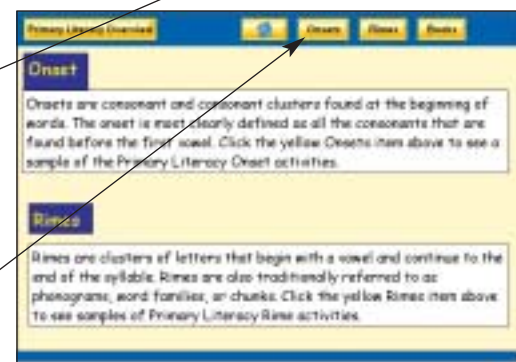 Primary Literacy Overview
Onsets Rimes Books
Onset
Onsets are consonant and consonant clusters found at the beginning of
words. The onset is most clearly defined as all the consonants that are
found before the first vowel. Click the yellow Onsets item above to see a
sample of the Primary Literacy Onset activities.
Rimes
Rimes are clusters of letters that begin with a vowel and continue to the
end of the syllable. Rimes are also traditionally referred to as
phonograms, word families, or chunks. Click the yellow Rimes item above
to see samples of Primary Literacy Rime activities.